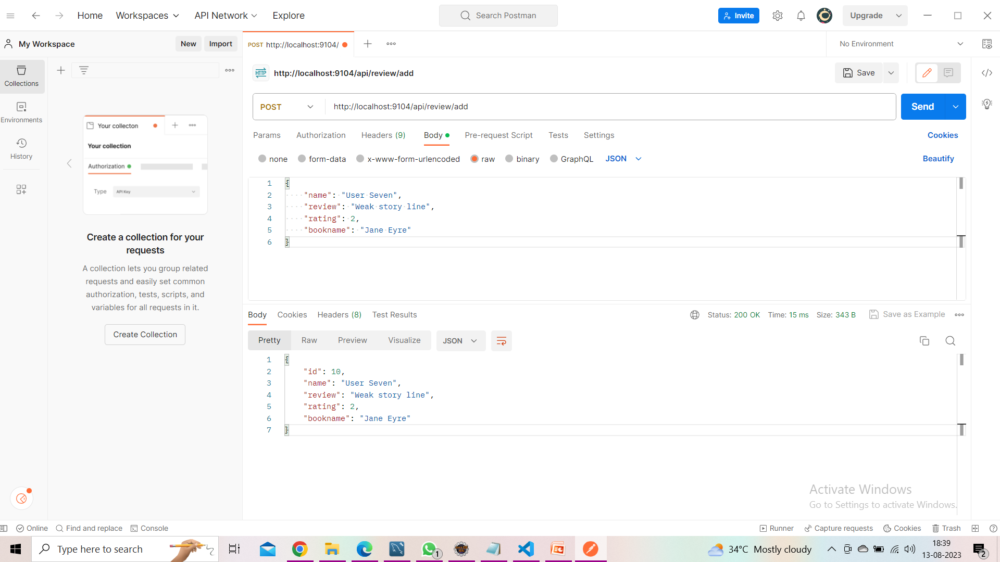 Home
Workspaces
API Network
Explore
Search Postman
Invite
Upgrade
My Workspace
New
Import
POST http://localhost:9104/
No Environment
Collections
Environments
History
Your collecton
Your collection
Authorization
Type
API Key
Create a collection for your
requests
A collection lets you group related
requests and easily set common
authorization, tests, scripts, and
variables for all requests in it.
Create Collection
HTTP
http://localhost:9104/api/review/add
Save
POST
http://localhost:9104/api/review/add
Send
Params
Authorization
Headers (9)
Body
Pre-request Script
Tests
Settings
Cookies
none
form-data
x-www-form-urlencoded
raw
binary
GraphQL
JSON
Beautify
1 {
2 "name": "User Seven",
3 "review": "Weak story line",
4 "rating": 2,
5 "bookname": "Jane Eyre"
6 }
Body
Cookies
Headers (8)
Test Results
Status: 200 OK
Time: 15 ms
Size: 343 B
Save as Example
Pretty
Raw
Preview
Visualize
JSON
1 {
2 "id": 10,
3 "name": "User Seven",
4 "review": "Weak story line",
5 "rating": 2,
6 "bookname": "Jane Eyre"
7 }
Activate Windows
Go to Settings to activate Windows.
Online
Find and replace
Console
Runner
Capture requests
Cookies
Trash
Type here to search
1
34°C Mostly cloudy
18:39
13-08-2023
2